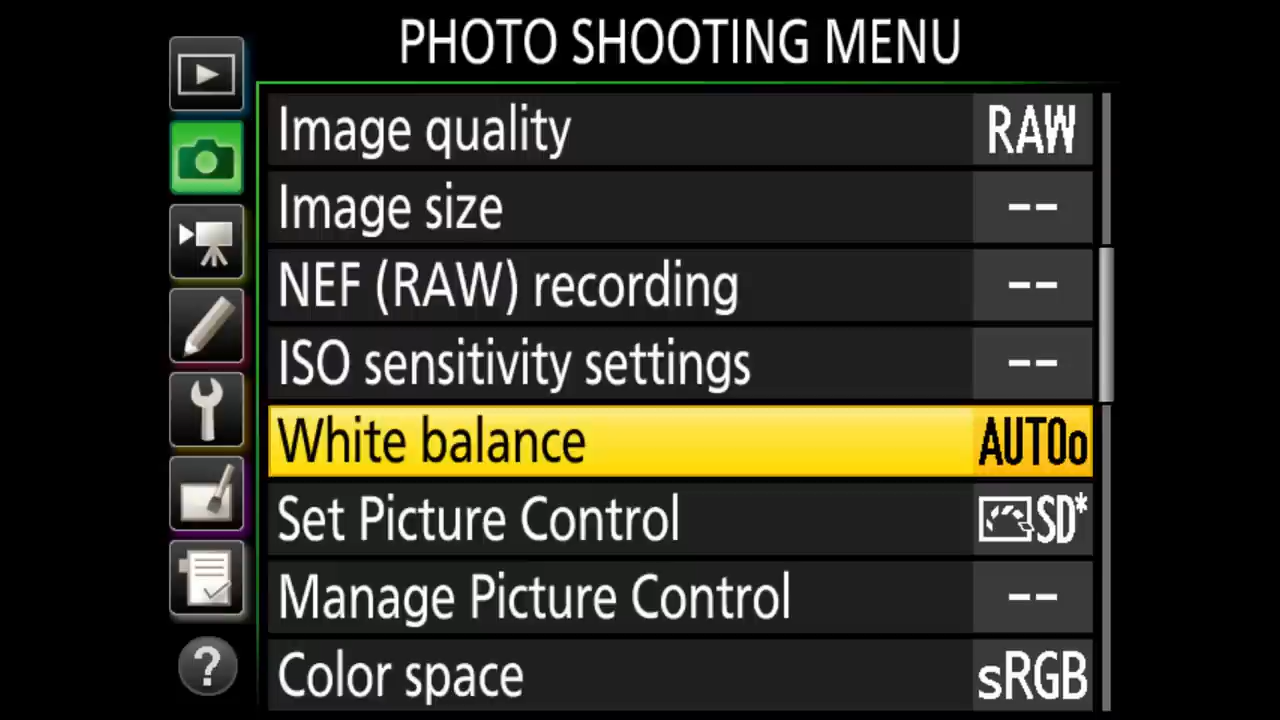 PHOTO SHOOTING MENU
Image quality RAW
Image size --
NEF (RAW) recording --
ISO sensitivity settings --
White balance AUTOo
Set Picture Control SD*
Manage Picture Control --
Color space sRGB
?